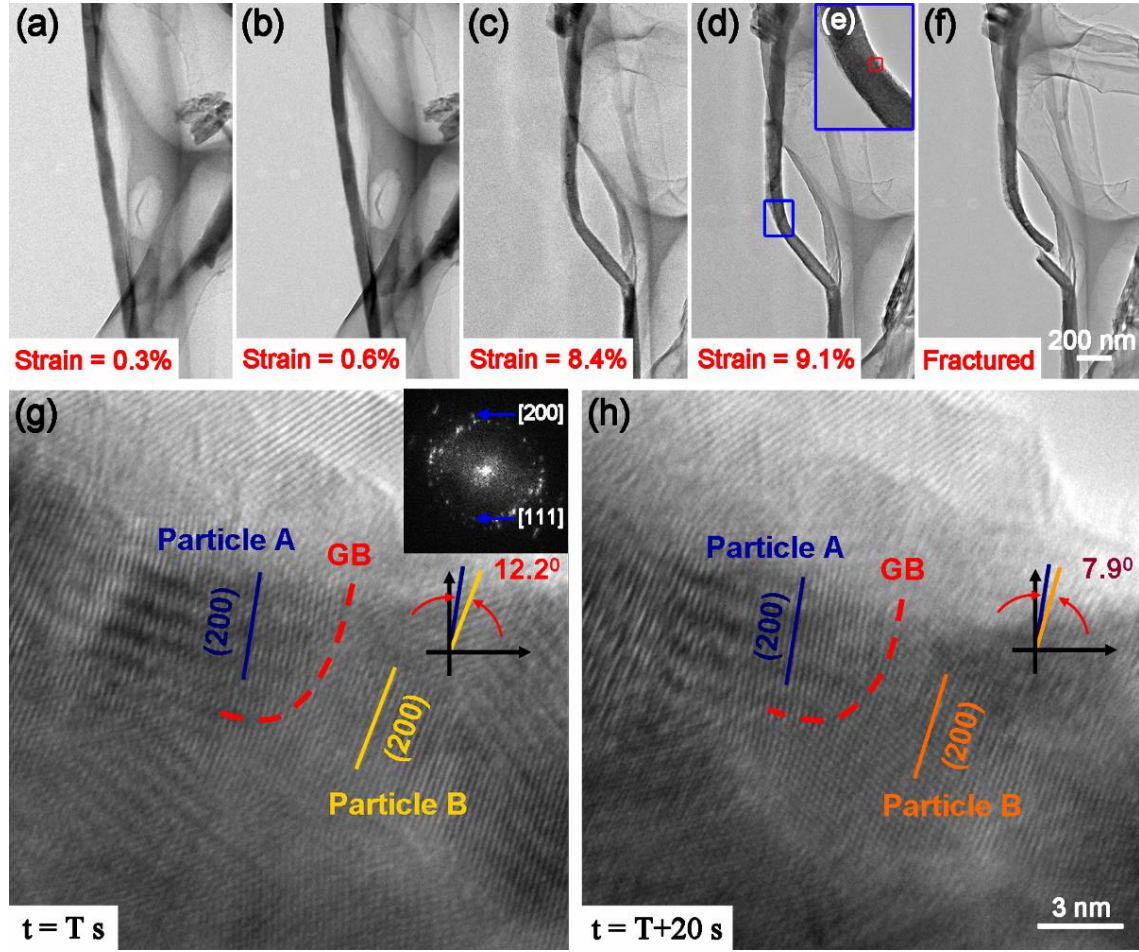 (a)
(b)
(c)
(d)
(e)
(f)
Strain = 0.3%
Strain = 0.6%
Strain = 8.4%
Strain = 9.1%
Fractured
200 nm
(g)
[200]
[111]
Particle A
GB
12.2⁰
(200)
(200)
Particle B
t = T s
(h)
Particle A
GB
7.9⁰
(200)
(200)
Particle B
3 nm
t = T+20 s